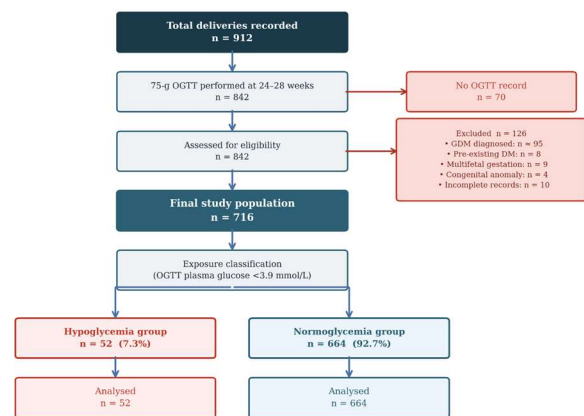 Total deliveries recorded
n = 912
75-g OGTT performed at 24–28 weeks
n = 842
No OGTT record
n = 70
Assessed for eligibility
n = 842
Excluded  n = 126
• GDM diagnosed: n ≈ 95
• Pre-existing DM: n = 8
• Multifetal gestation: n = 9
• Congenital anomaly: n = 4
• Incomplete records: n = 10
Final study population
n = 716
Exposure classification
(OGTT plasma glucose <3.9 mmol/L)
Hypoglycemia group
n = 52  (7.3%)
Normoglycemia group
n = 664  (92.7%)
Analysed
n = 52
Analysed
n = 664